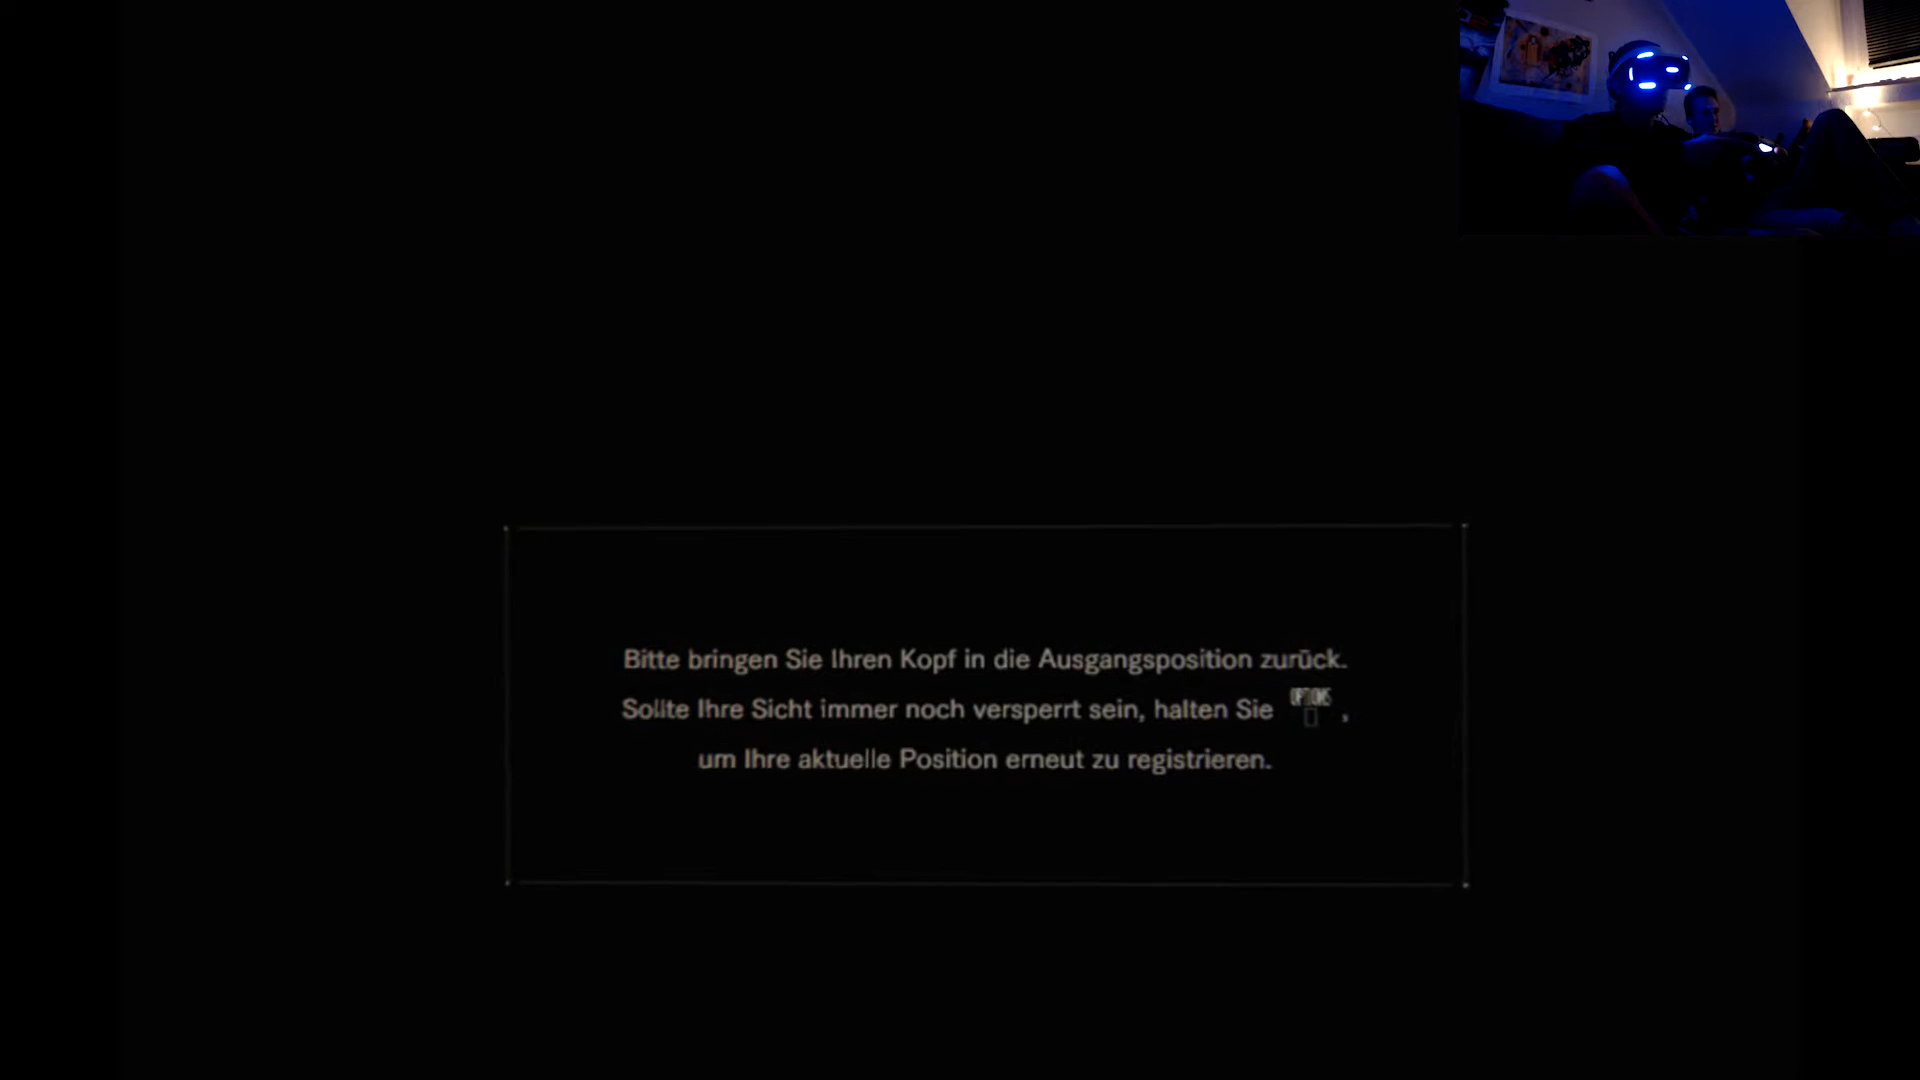 Bitte bringen Sie Ihren Kopf in die Ausgangsposition zurück.
Sollte Ihre Sicht immer noch versperrt sein, halten Sie OPTIONS ,
um Ihre aktuelle Position erneut zu registrieren.